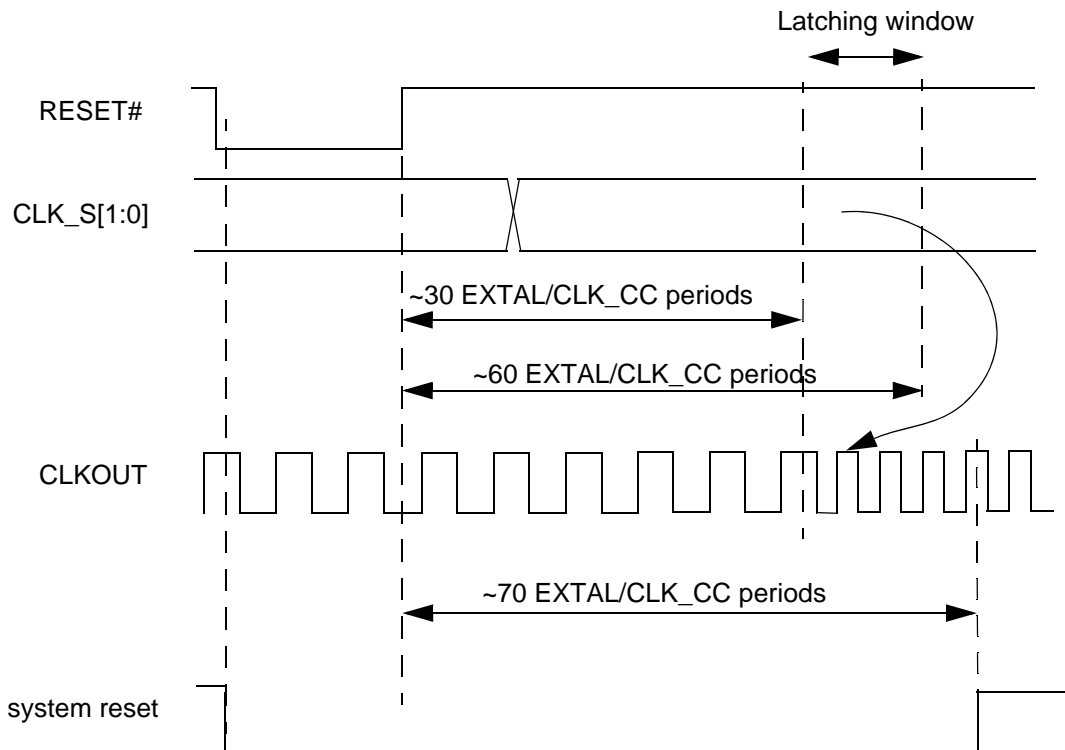 Latching window
RESET#
CLK_S[1:0]
~30 EXTAL/CLK_CC periods
~60 EXTAL/CLK_CC periods
CLKOUT
~70 EXTAL/CLK_CC periods
system reset